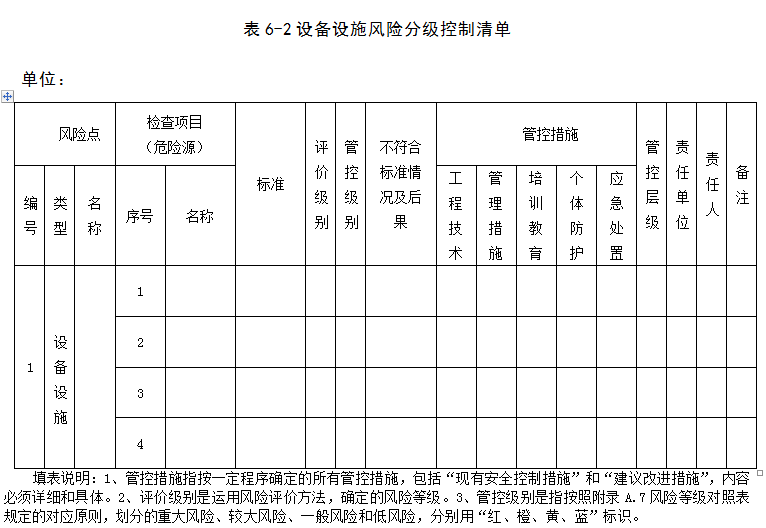 表 6-2 设备设施风险分级控制清单
单位：
风险点 检查项目（危险源） 标准 评价级别 管控级别 不符合标准情况及后果 管控措施 管控层级 责任单位 责任人 备注
编号 类型 名称 序号 名称 工程技术 管理措施 培训教育 个体防护 应急处置
1 设备设施 1
2
3
4
填表说明：1、管控措施指按一定程序确定的所有管控措施，包括“现有安全控制措施”和“建议改进措施”，内容
必须详细和具体。2、评价级别是运用风险评价方法，确定的风险等级。3、管控级别是指按照附录 A.7 风险等级对照表
规定的对应原则，划分的重大风险、较大风险、一般风险和低风险，分别用“红、橙、黄、蓝”标识。